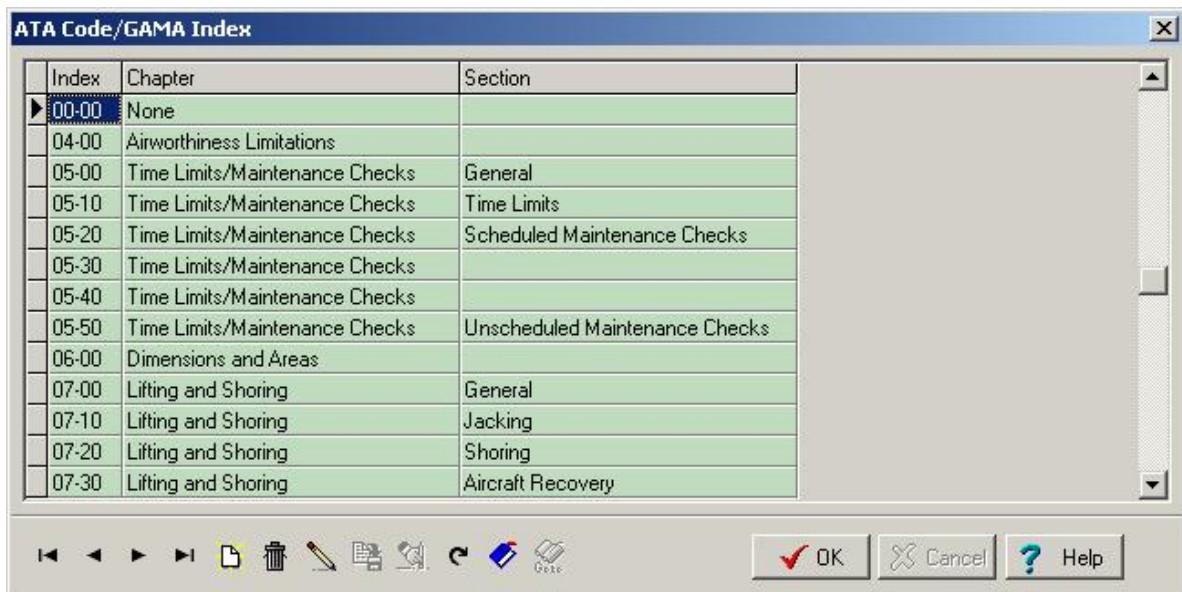 ATA Code/GAMA Index
Index Chapter Section
00-00 None
04-00 Airworthiness Limitations
05-00 Time Limits/Maintenance Checks General
05-10 Time Limits/Maintenance Checks Time Limits
05-20 Time Limits/Maintenance Checks Scheduled Maintenance Checks
05-30 Time Limits/Maintenance Checks
05-40 Time Limits/Maintenance Checks
05-50 Time Limits/Maintenance Checks Unscheduled Maintenance Checks
06-00 Dimensions and Areas
07-00 Lifting and Shoring General
07-10 Lifting and Shoring Jacking
07-20 Lifting and Shoring Shoring
07-30 Lifting and Shoring Aircraft Recovery
Goto OK Cancel Help